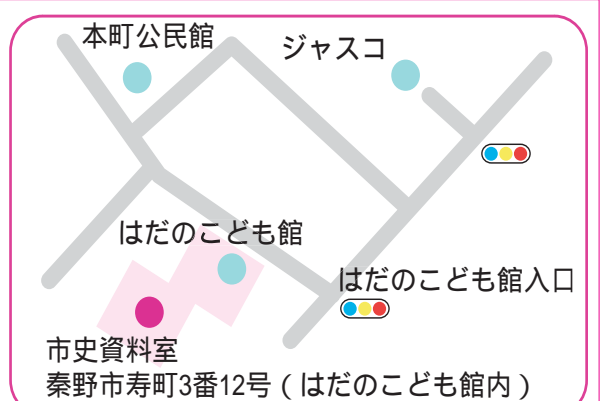 本町公民館
ジャスコ
はだのこども館
はだのこども館入口
市史資料室
秦野市寿町3番12号（はだのこども館内）